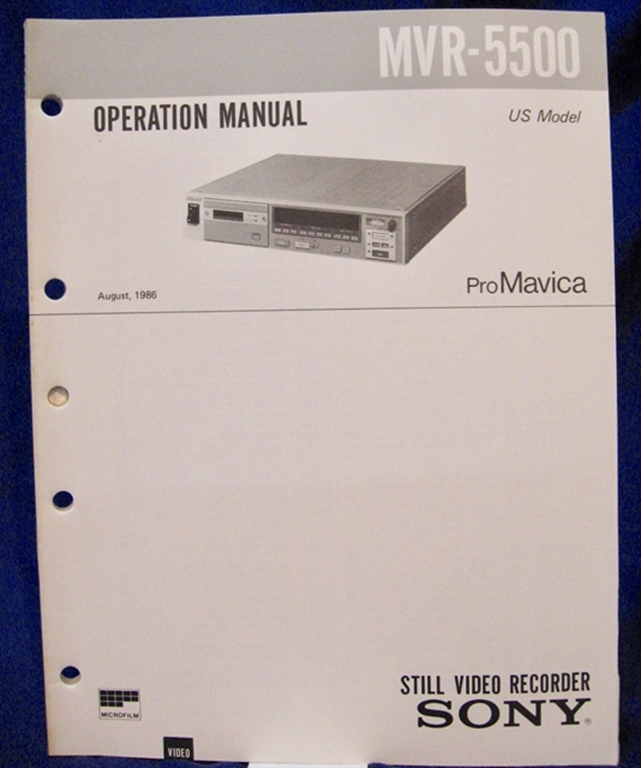 MVR-5500
OPERATION MANUAL
US Model
August, 1986
ProMavica
STILL VIDEO RECORDER
SONY®
MICROFILM
VIDEO